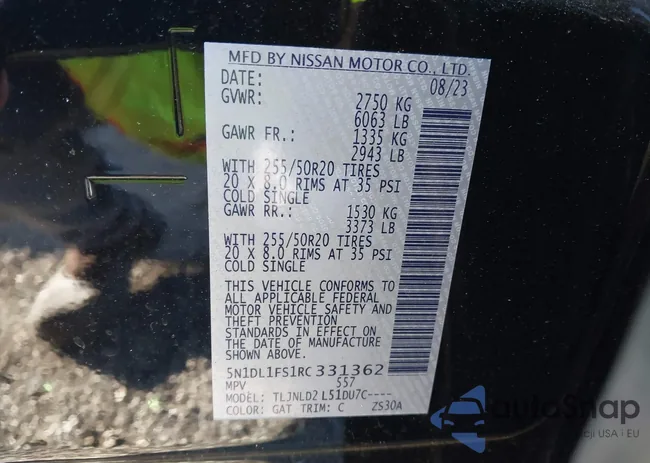 MFD BY NISSAN MOTOR CO., LTD.
DATE: 08/23
GVWR: 2750 KG
6063 LB
GAWR FR.: 1335 KG
2943 LB
WITH 255/50R20 TIRES
20 X 8.0 RIMS AT 35 PSI
COLD SINGLE
GAWR RR.: 1530 KG
3373 LB
WITH 255/50R20 TIRES
20 X 8.0 RIMS AT 35 PSI
COLD SINGLE
THIS VEHICLE CONFORMS TO
ALL APPLICABLE FEDERAL
MOTOR VEHICLE SAFETY AND
THEFT PREVENTION
STANDARDS IN EFFECT ON
THE DATE OF MANUFACTURE
SHOWN ABOVE.
5N1DL1FS1RC331362
MPV 557
MODEL: TLJNLD2 L51DU7C----
COLOR: GAT TRIM: C ZS30A
autoSnap
USA i EU